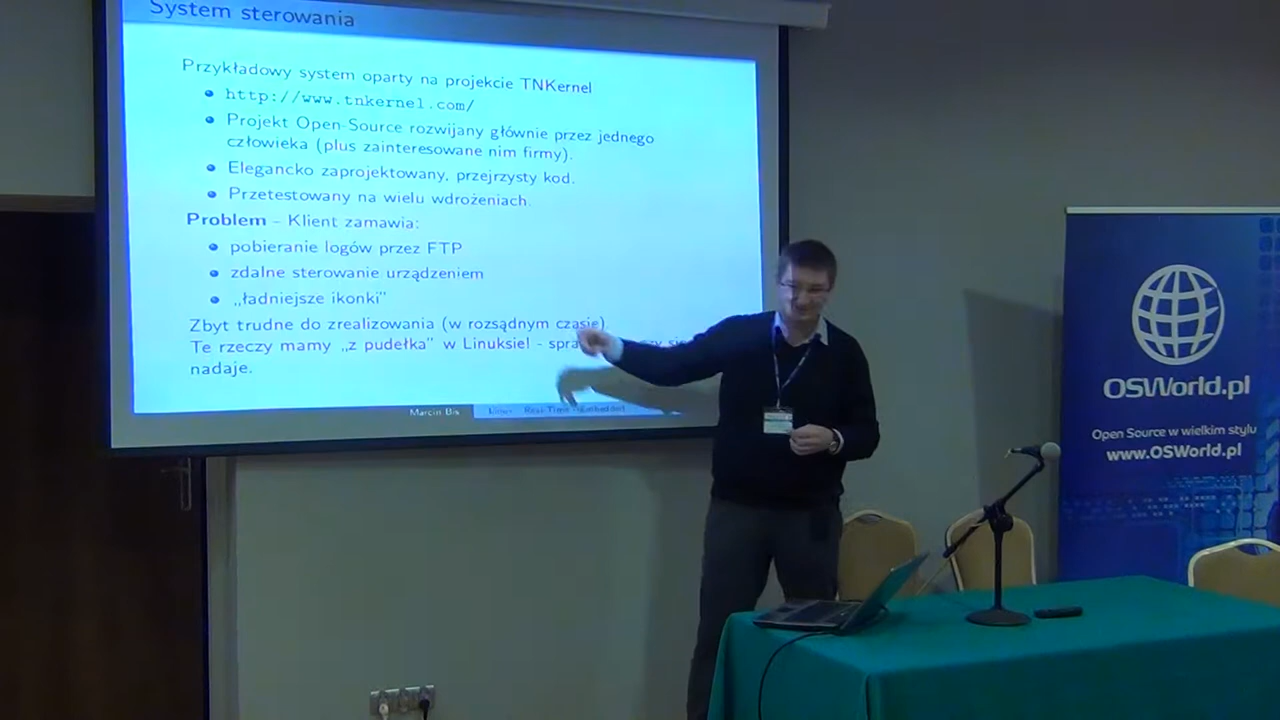 System sterowania
Przykładowy system oparty na projekcie TNKernel
http://www.tnkernel.com/
Projekt Open-Source rozwijany głównie przez jednego
człowieka (plus zainteresowane nim firmy).
Elegancko zaprojektowany, przejrzysty kod.
Przetestowany na wielu wdrożeniach.
Problem – Klient zamawia:
pobieranie logów przez FTP
zdalne sterowanie urządzeniem
„ładniejsze ikonki”
Zbyt trudne do zrealizowania (w rozsądnym czasie).
Te rzeczy mamy „z pudełka” w Linuksie! -
nadaje.
Marcin Bis
OSWorld.pl
Open Source w wielkim stylu
www.OSWorld.pl